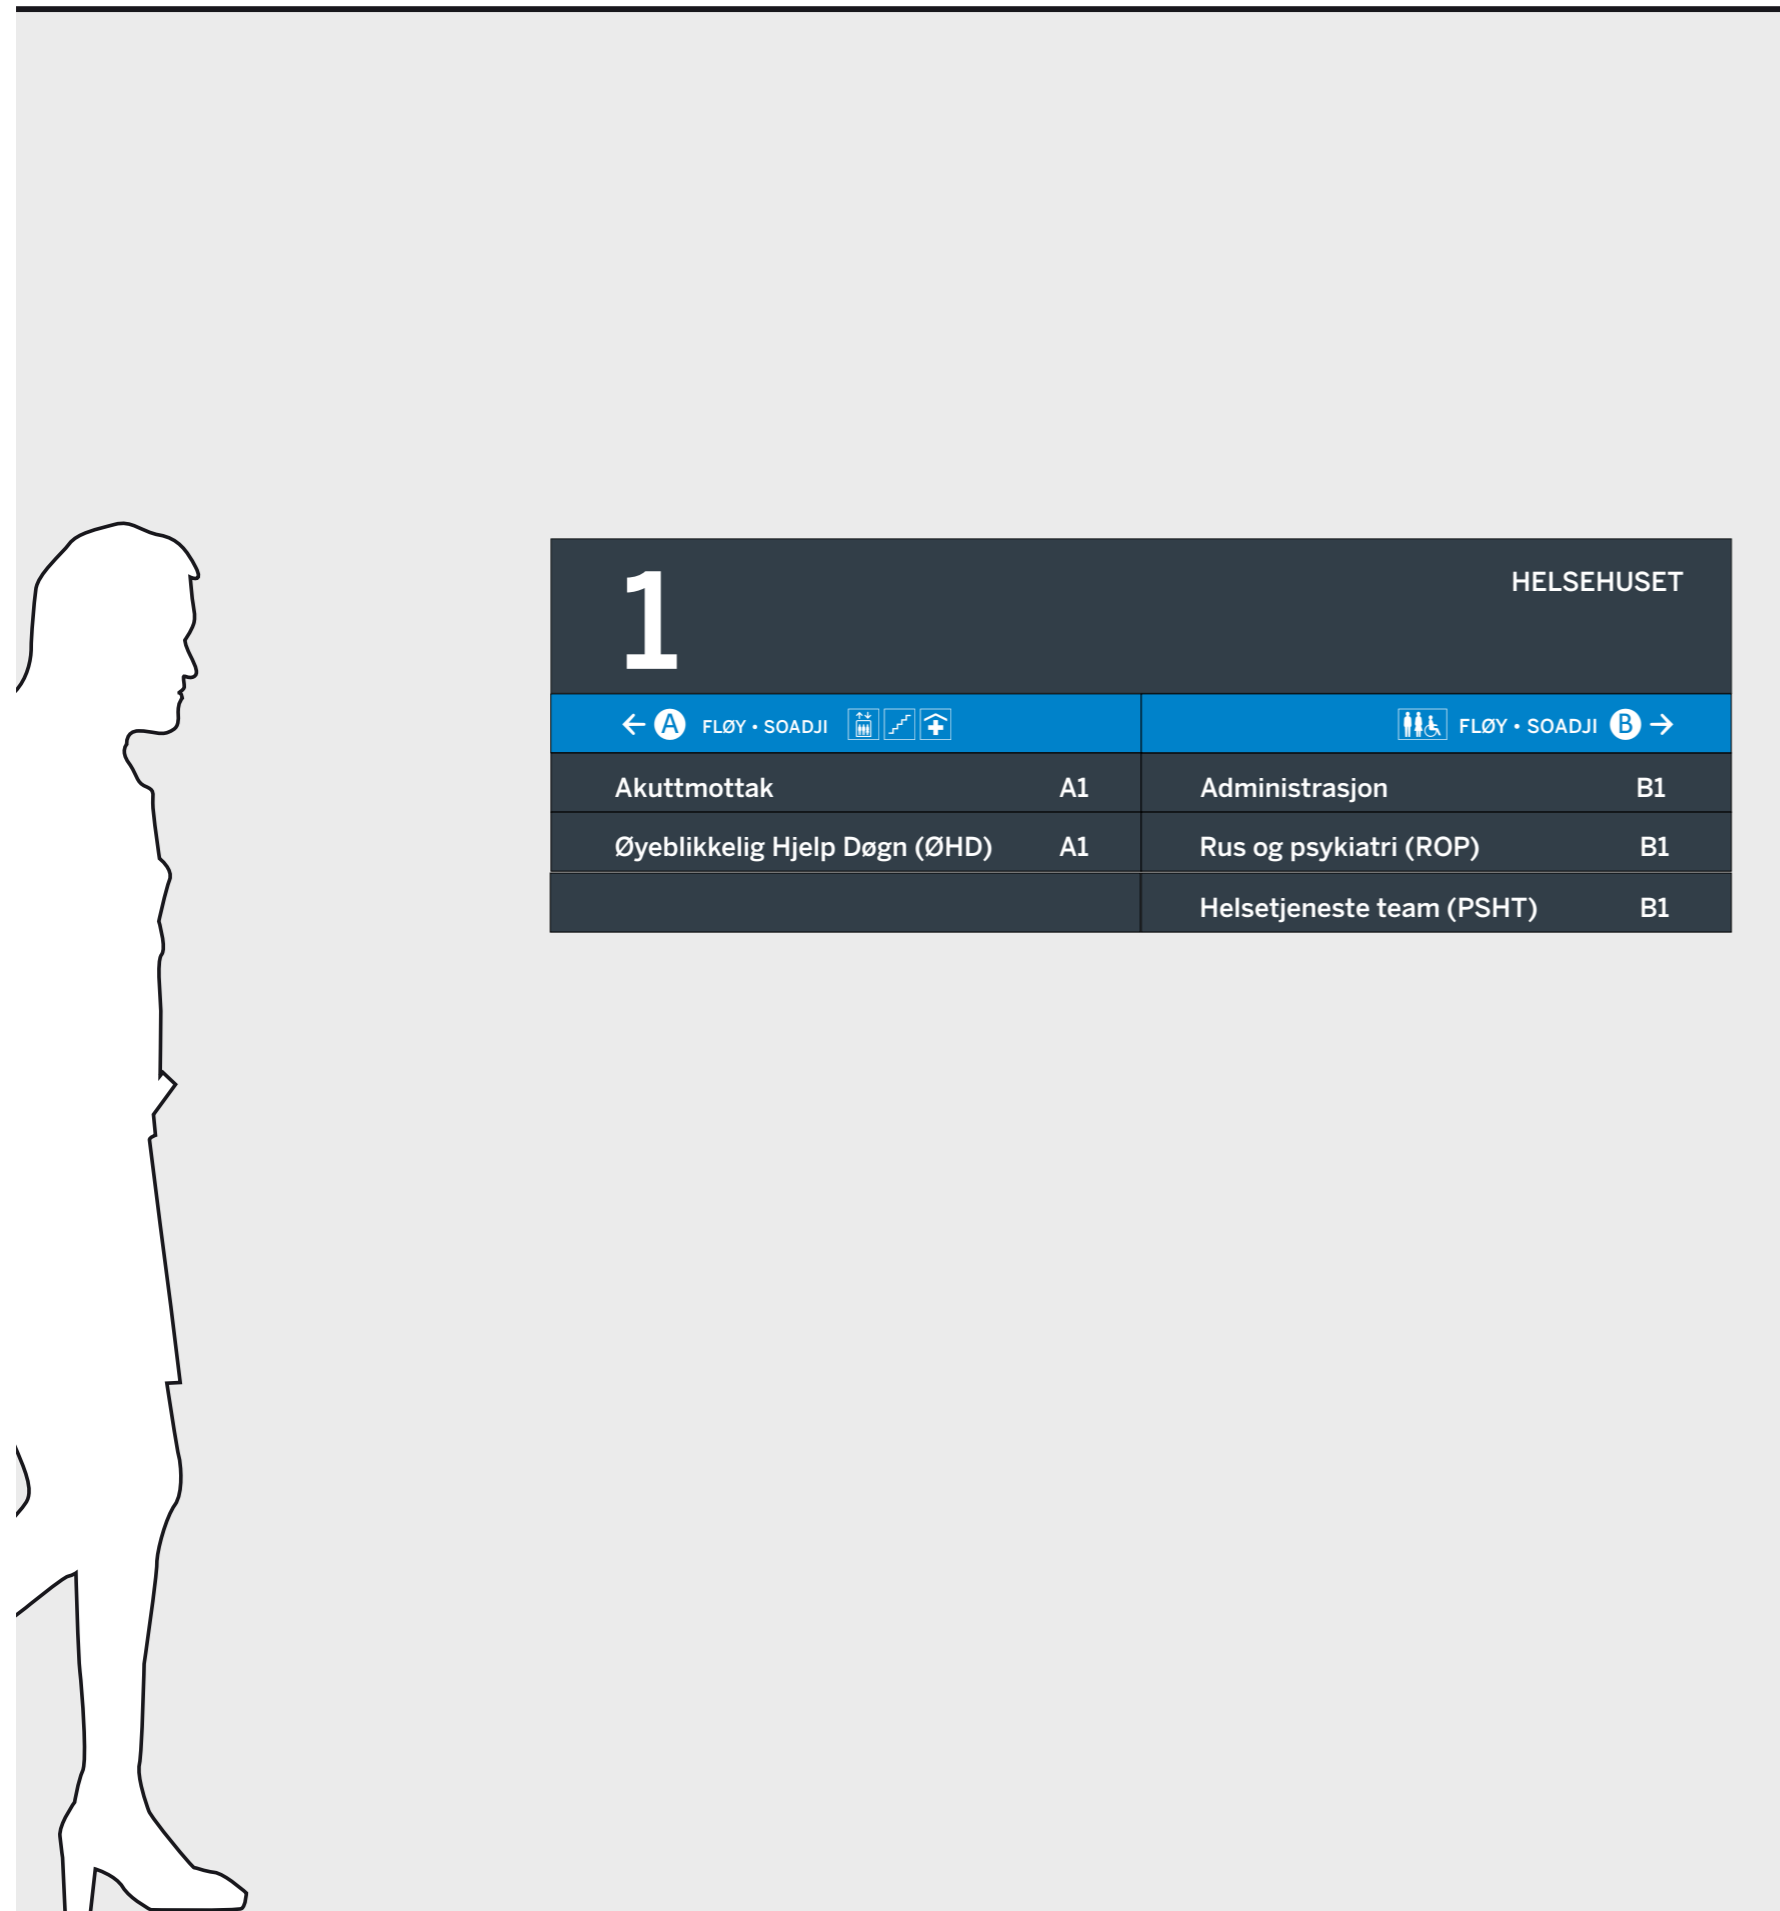 1
HELSEHUSET
← A FLØY • SOADJI
FLØY • SOADJI B →
Akuttmottak A1
Administrasjon B1
Øyeblikkelig Hjelp Døgn (ØHD) A1
Rus og psykiatri (ROP) B1
Helsetjeneste team (PSHT) B1